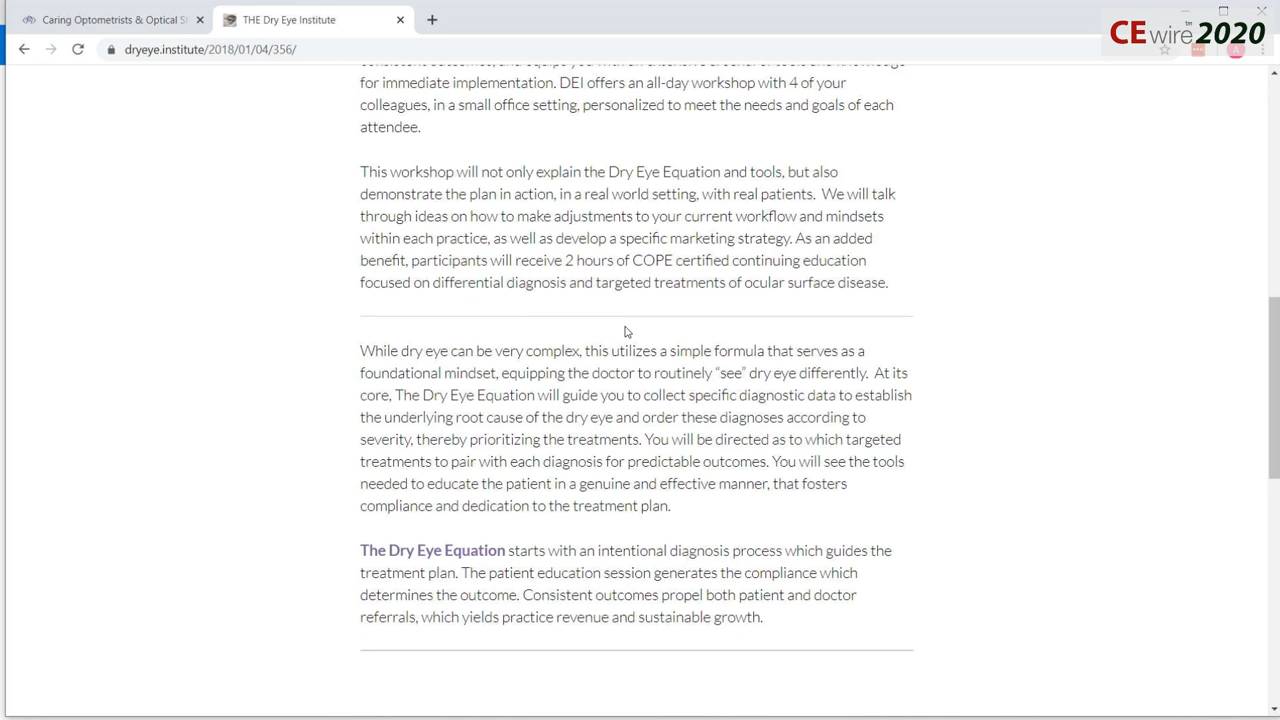 Caring Optometrists & Optical S
THE Dry Eye Institute
CEwire2020™
dryeye.institute/2018/01/04/356/
A
for immediate implementation. DEI offers an all-day workshop with 4 of your
colleagues, in a small office setting, personalized to meet the needs and goals of each
attendee.
This workshop will not only explain the Dry Eye Equation and tools, but also
demonstrate the plan in action, in a real world setting, with real patients.  We will talk
through ideas on how to make adjustments to your current workflow and mindsets
within each practice, as well as develop a specific marketing strategy. As an added
benefit, participants will receive 2 hours of COPE certified continuing education
focused on differential diagnosis and targeted treatments of ocular surface disease.
While dry eye can be very complex, this utilizes a simple formula that serves as a
foundational mindset, equipping the doctor to routinely “see” dry eye differently.  At its
core, The Dry Eye Equation will guide you to collect specific diagnostic data to establish
the underlying root cause of the dry eye and order these diagnoses according to
severity, thereby prioritizing the treatments. You will be directed as to which targeted
treatments to pair with each diagnosis for predictable outcomes. You will see the tools
needed to educate the patient in a genuine and effective manner, that fosters
compliance and dedication to the treatment plan.
The Dry Eye Equation starts with an intentional diagnosis process which guides the
treatment plan. The patient education session generates the compliance which
determines the outcome. Consistent outcomes propel both patient and doctor
referrals, which yields practice revenue and sustainable growth.